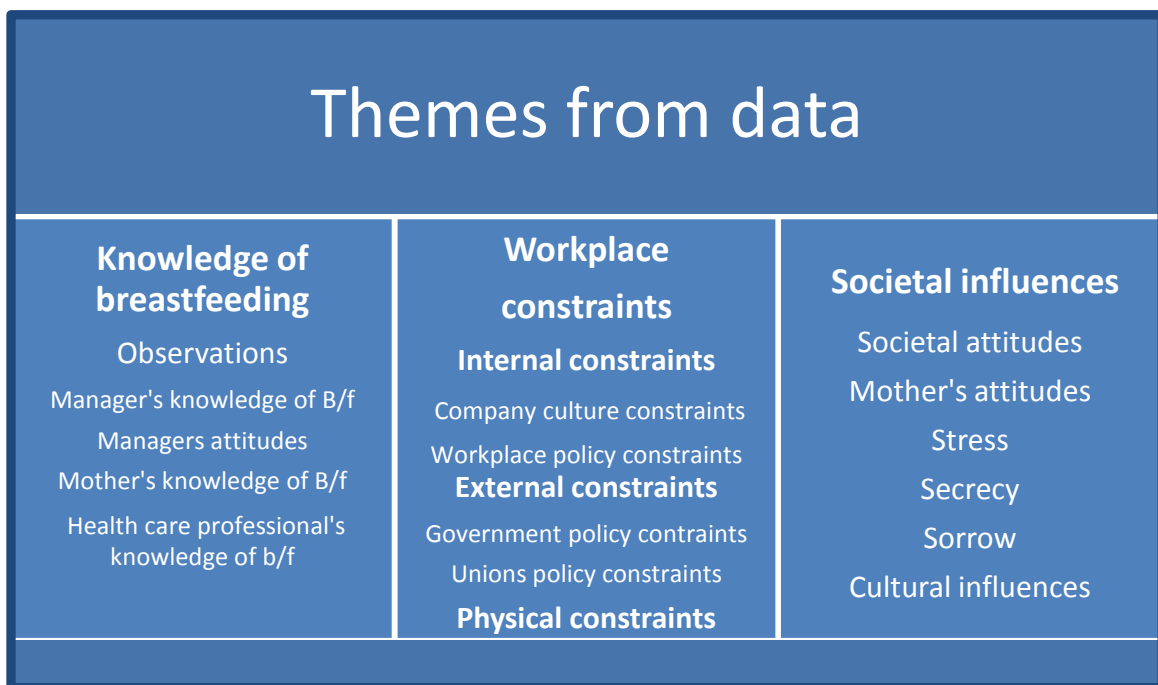 Themes from data
Knowledge of
breastfeeding
Observations
Manager's knowledge of B/f
Managers attitudes
Mother's knowledge of B/f
Health care professional's
knowledge of b/f
Workplace
constraints
Internal constraints
Company culture constraints
Workplace policy constraints
External constraints
Government policy contraints
Unions policy constraints
Physical constraints
Societal influences
Societal attitudes
Mother's attitudes
Stress
Secrecy
Sorrow
Cultural influences